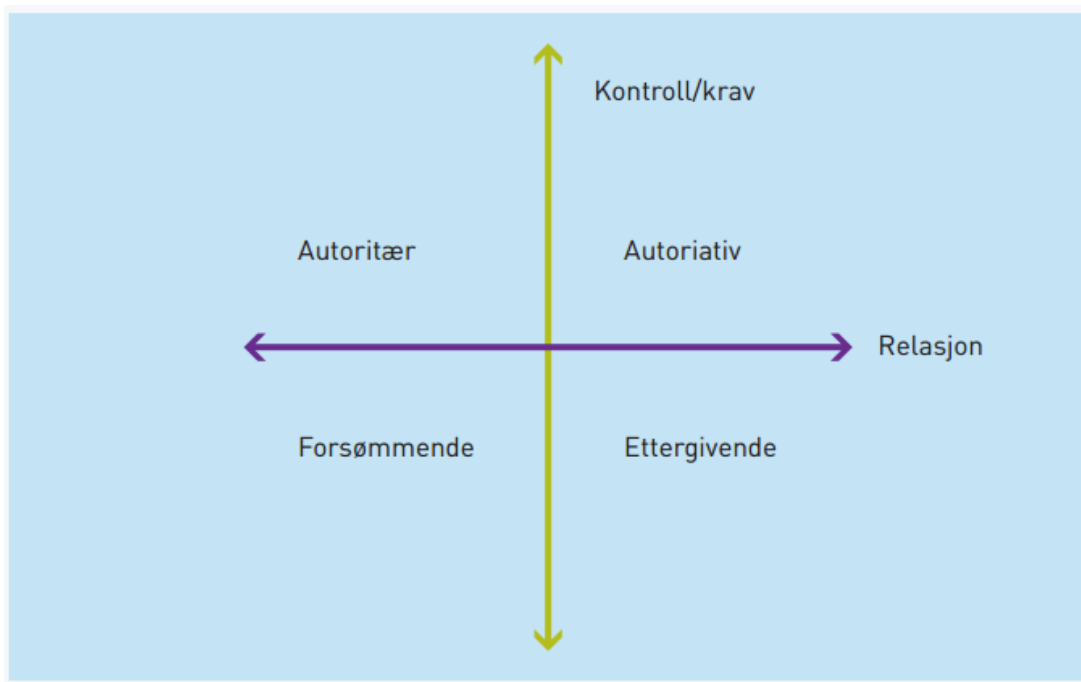 Kontroll/krav
Autoritær
Autoriativ
Relasjon
Forsømmende
Ettergivende